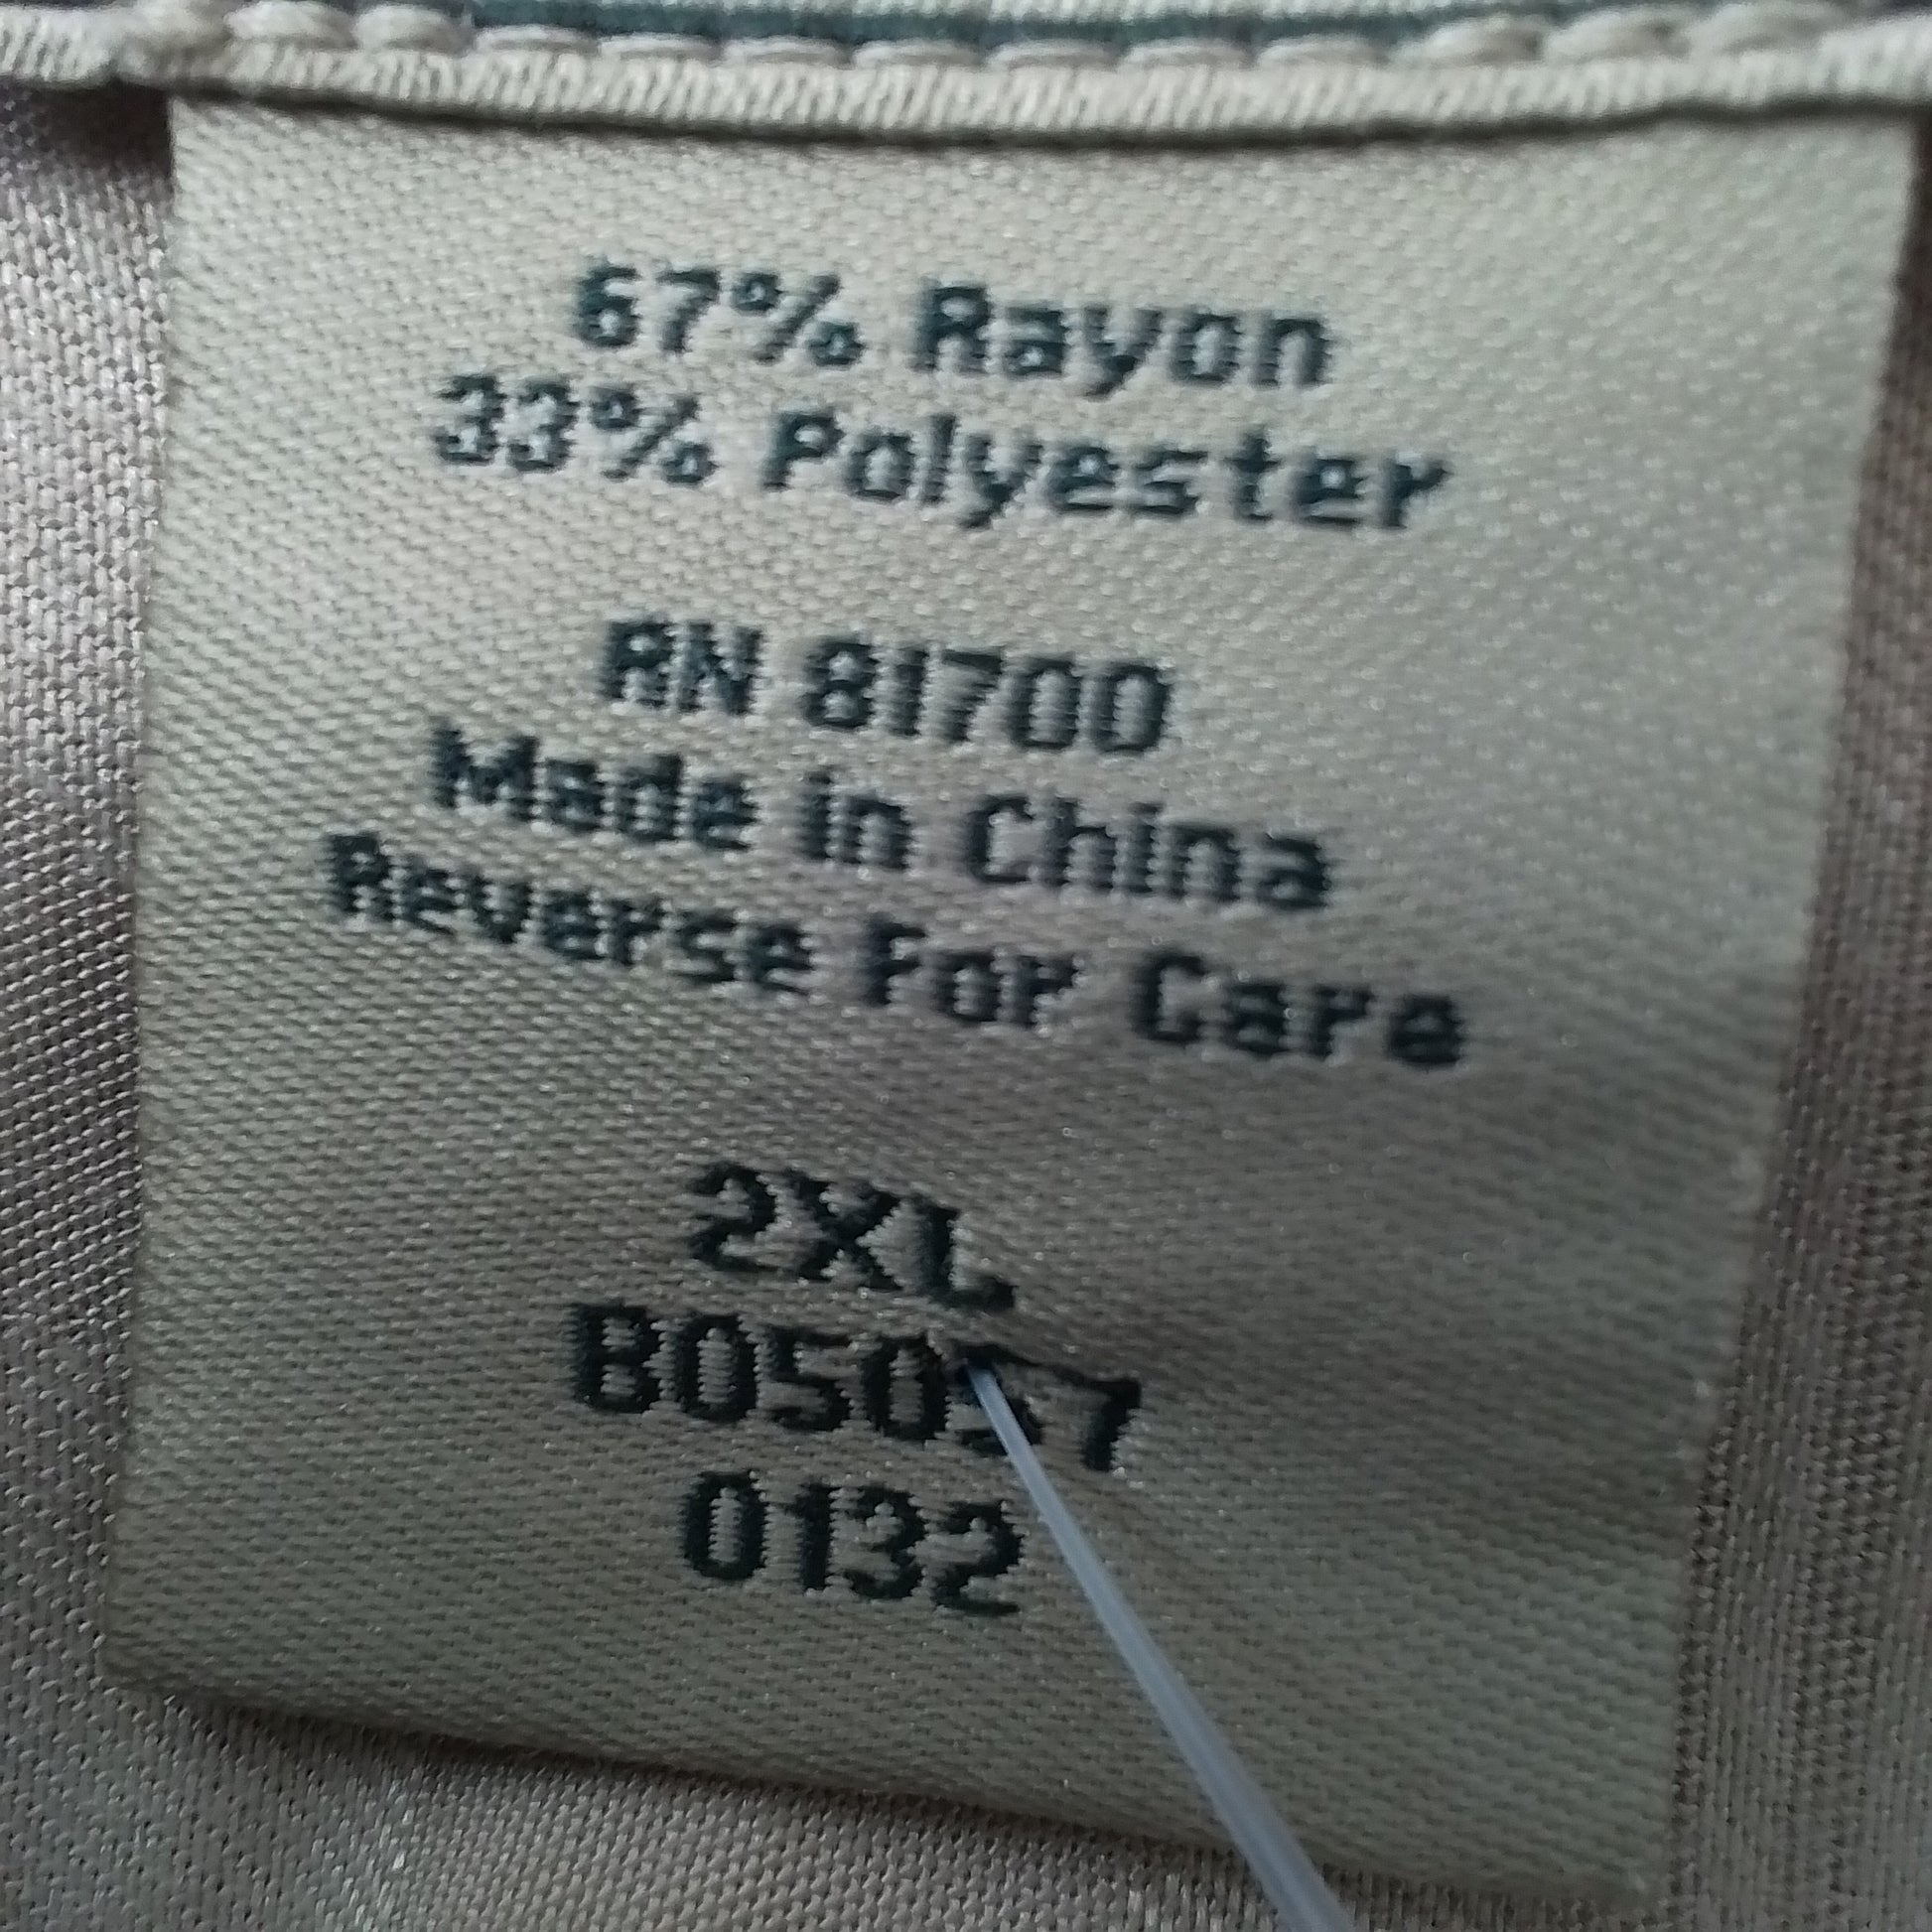 67% Rayon
33% Polyester
RN 81700
Made in China
Reverse For Care
2XL
0132